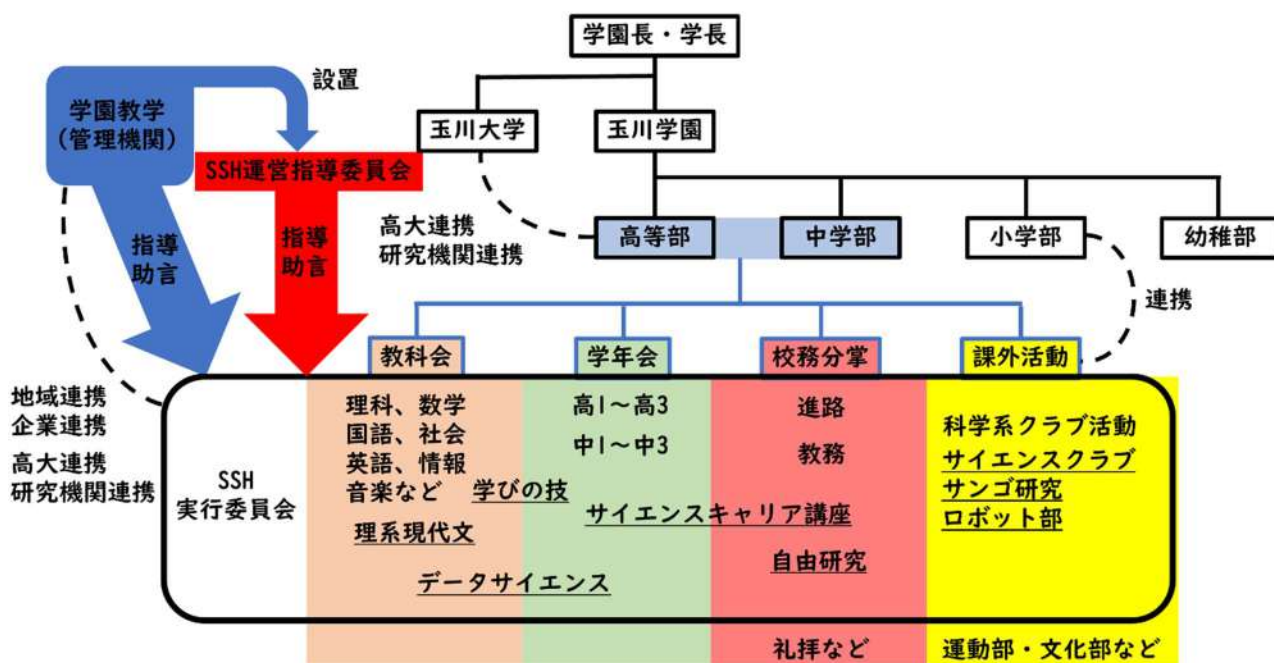 学園長・学長
設置
学園教学
(管理機関)
玉川大学
玉川学園
SSH運営指導委員会
指導
助言
指導
助言
高大連携
研究機関連携
高等部
中学部
小学部
幼稚部
連携
教科会
学年会
校務分掌
課外活動
地域連携
企業連携
高大連携
研究機関連携
SSH
実行委員会
理科、数学
国語、社会
英語、情報
音楽など
学びの技
理系現代文
データサイエンス
高1~高3
中1~中3
サイエンスキャリア講座
進路
教務
自由研究
礼拝など
科学系クラブ活動
サイエンスクラブ
サンゴ研究
ロボット部
運動部・文化部など